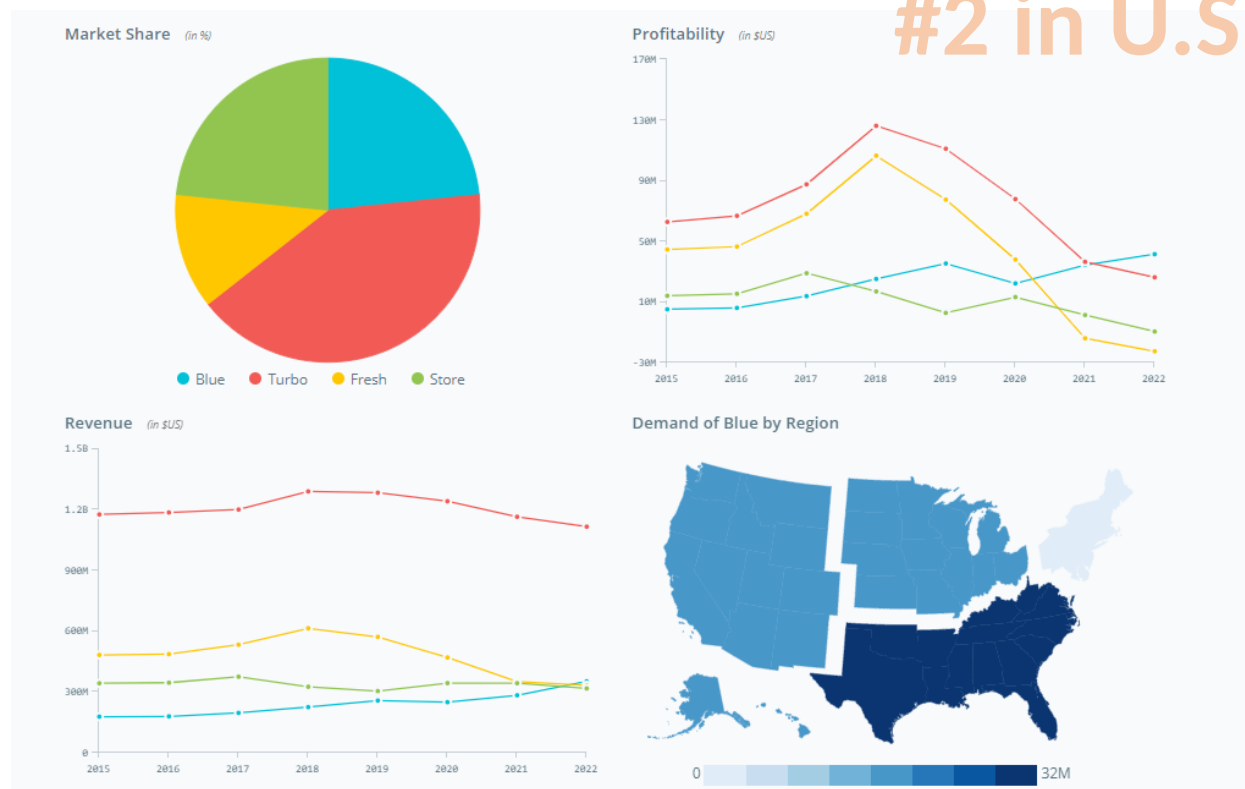 #2 in U.S
Market Share (in %)
Blue Turbo Fresh Store
Profitability (in $US)
170M
130M
90M
50M
10M
-30M
2015 2016 2017 2018 2019 2020 2021 2022
Revenue (in $US)
1.5B
1.2B
900M
600M
300M
0
2015 2016 2017 2018 2019 2020 2021 2022
Demand of Blue by Region
0 32M